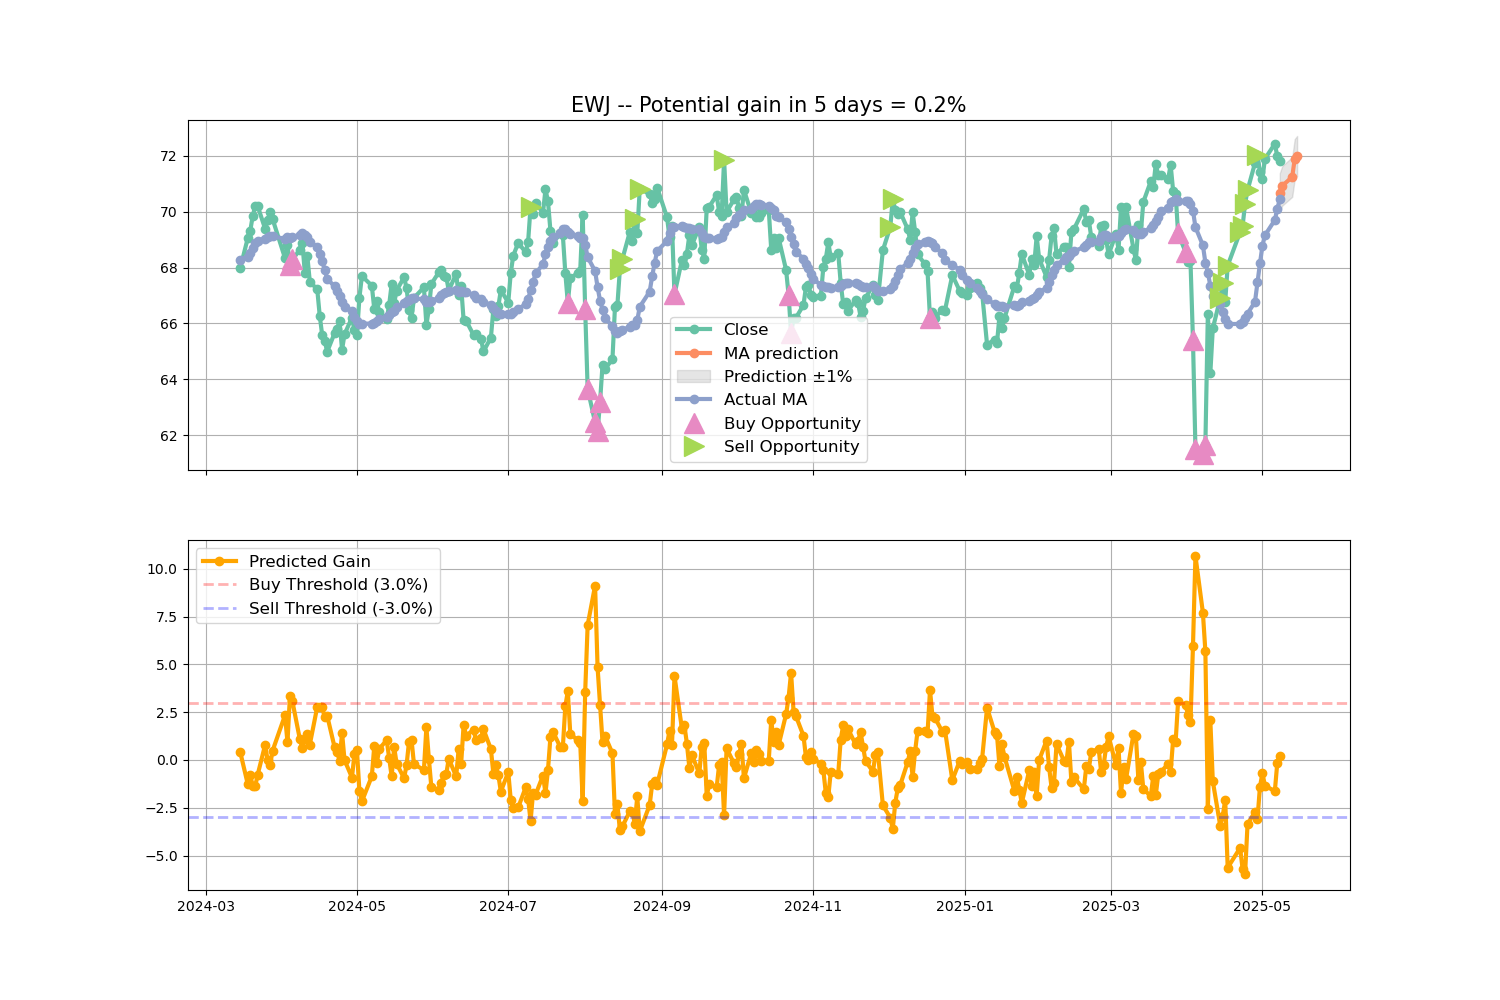 EWJ -- Potential gain in 5 days = 0.2%
72
70
68
66
64
62
Close
MA prediction
Prediction ±1%
Actual MA
Buy Opportunity
Sell Opportunity
10.0
7.5
5.0
2.5
0.0
−2.5
−5.0
Predicted Gain
Buy Threshold (3.0%)
Sell Threshold (-3.0%)
2024-03
2024-05
2024-07
2024-09
2024-11
2025-01
2025-03
2025-05